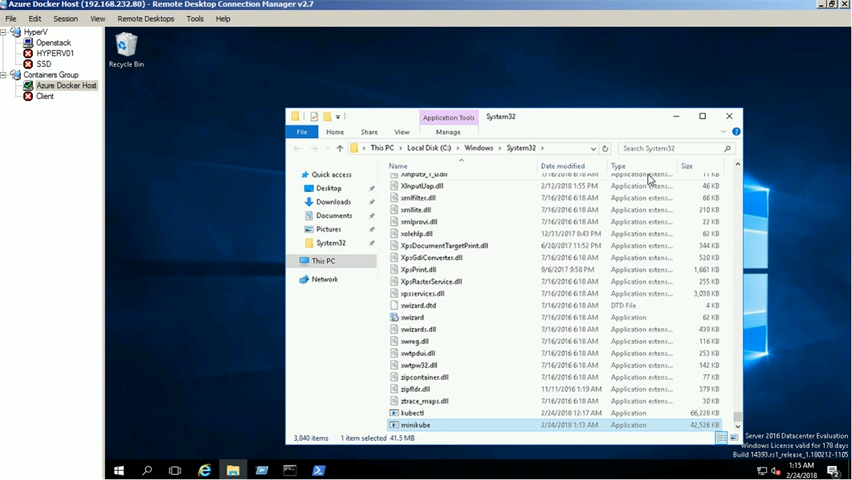 Azure Docker Host (192.168.232.80) - Remote Desktop Connection Manager v2.7
File Edit Session View Remote Desktops Tools Help
HyperV
Openstack
HYPERV01
SSD
Containers Group
Azure Docker Host
Client
Recycle Bin
Application Tools System32
File Home Share View Manage
This PC Local Disk (C:) Windows System32 Search System32
Quick access
Desktop
Downloads
Documents
Pictures
System32
This PC
Network
Name Date modified Type Size
7/16/2016 6:18 AM Application extens... 11 KB
XInputUap.dll 2/12/2018 1:55 PM Application extens... 46 KB
xmlfilter.dll 7/16/2016 6:18 AM Application extens... 66 KB
xmllite.dll 7/16/2016 6:18 AM Application extens... 210 KB
xmlprovi.dll 7/16/2016 6:18 AM Application extens... 22 KB
xolehlp.dll 12/31/2017 8:43 PM Application extens... 62 KB
XpsDocumentTargetPrint.dll 6/20/2017 11:52 PM Application extens... 344 KB
XpsGdiConverter.dll 7/16/2016 6:18 AM Application extens... 520 KB
XpsPrint.dll 9/6/2017 9:58 PM Application extens... 1,661 KB
XpsRasterService.dll 7/16/2016 6:18 AM Application extens... 255 KB
xpsservices.dll 7/16/2016 6:18 AM Application extens... 3,038 KB
xwizard.dtd 7/16/2016 6:18 AM DTD File 4 KB
xwizard 7/16/2016 6:18 AM Application 62 KB
xwizards.dll 7/16/2016 6:18 AM Application extens... 439 KB
xwreg.dll 7/16/2016 6:18 AM Application extens... 116 KB
xwtpdui.dll 7/16/2016 6:18 AM Application extens... 253 KB
xwtpw32.dll 7/16/2016 6:18 AM Application extens... 142 KB
zipcontainer.dll 7/16/2016 6:18 AM Application extens... 77 KB
zipfldr.dll 11/11/2016 1:19 AM Application extens... 379 KB
ztrace_maps.dll 7/16/2016 6:18 AM Application extens... 30 KB
kubectl 2/24/2018 12:17 AM Application 66,228 KB
minikube 2/24/2018 1:13 AM Application 42,526 KB
3,840 items 1 item selected 41.5 MB
Server 2016 Datacenter Evaluation
Windows License valid for 178 days
Build 14393.rs1_release_1.180212-1105
1:15 AM
2/24/2018
2